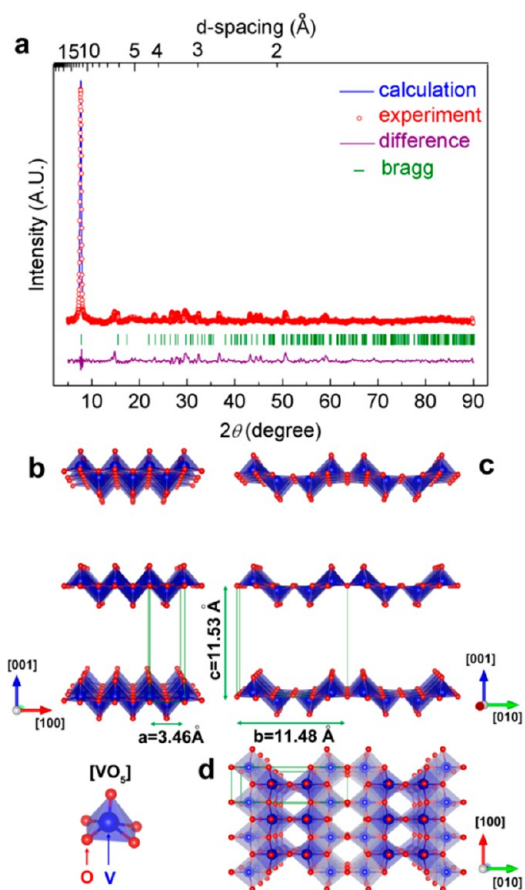 a
d-spacing (Å)
15 10 5 4 3 2
calculation
experiment
difference
bragg
Intensity (A.U.)
10 20 30 40 50 60 70 80 90
2θ (degree)
b
c
c=11.53 Å
[001]
[100]
a=3.46Å
b=11.48 Å
[001]
[010]
[VO5]
O V
d
[100]
[010]